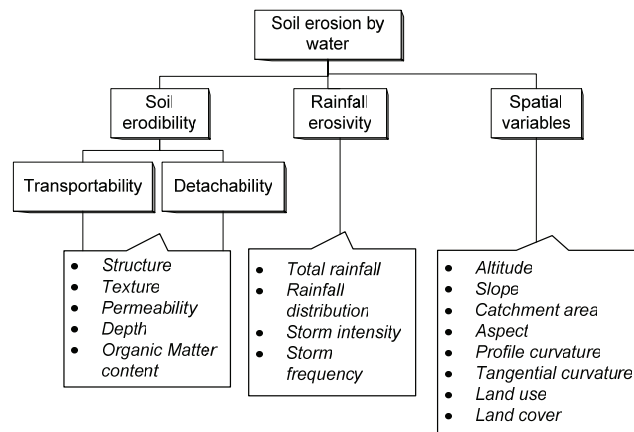 Soil erosion by
water
Soil
erodibility
Rainfall
erosivity
Spatial
variables
Transportability
Detachability
• Structure
• Texture
• Permeability
• Depth
• Organic Matter
content
• Total rainfall
• Rainfall
distribution
• Storm intensity
• Storm
frequency
• Altitude
• Slope
• Catchment area
• Aspect
• Profile curvature
• Tangential curvature
• Land use
• Land cover